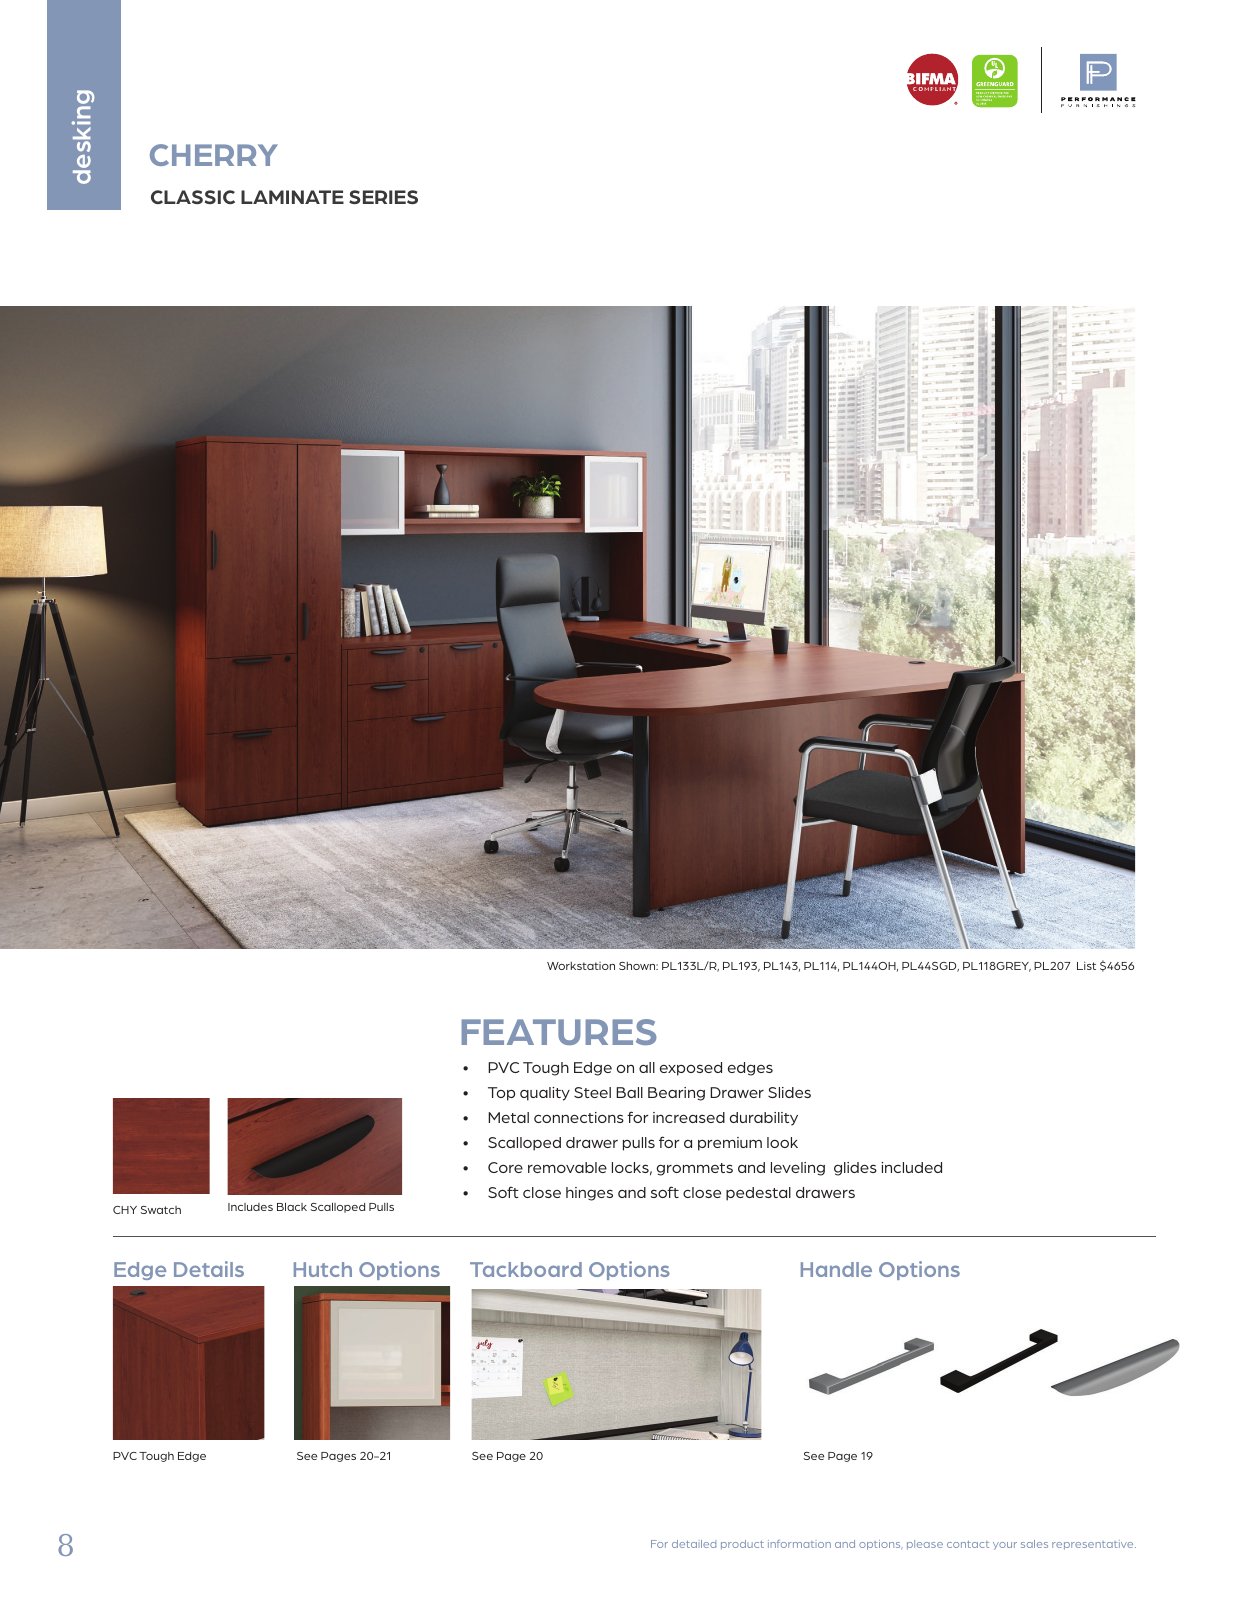 desking
BIFMA
COMPLIANT
GREENGUARD
PERFORMANCE
FURNISHINGS
CHERRY
CLASSIC LAMINATE SERIES
Workstation Shown: PL133L/R, PL193, PL143, PL114, PL144OH, PL44SGD, PL118GREY, PL207  List $4656
FEATURES
• PVC Tough Edge on all exposed edges
• Top quality Steel Ball Bearing Drawer Slides
• Metal connections for increased durability
• Scalloped drawer pulls for a premium look
• Core removable locks, grommets and leveling  glides included
• Soft close hinges and soft close pedestal drawers
CHY Swatch
Includes Black Scalloped Pulls
Edge Details
Hutch Options
Tackboard Options
Handle Options
july
PVC Tough Edge
See Pages 20-21
See Page 20
See Page 19
8
For detailed product information and options, please contact your sales representative.